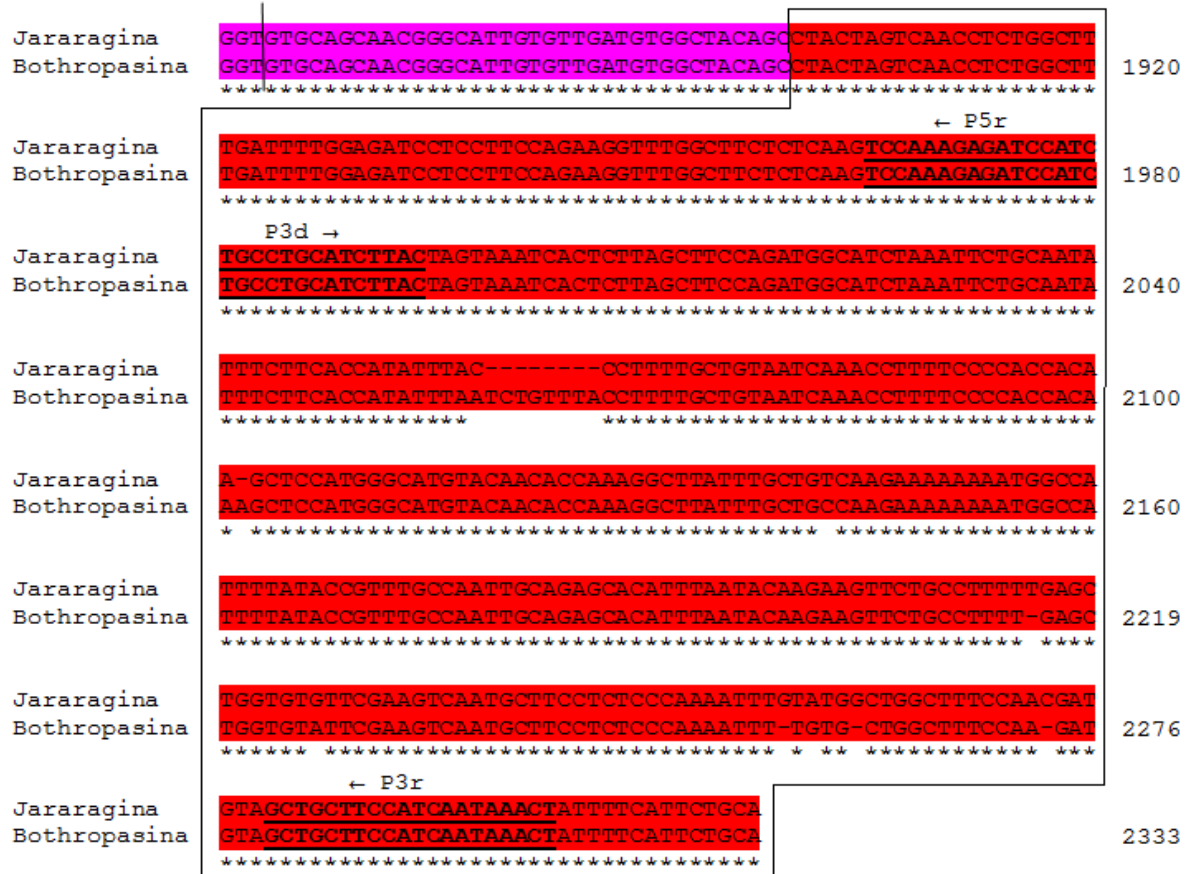 Jararagina GGTGTGCAGCAACGGGCATTGTGTTGATGTGGCTACAGCCTACTAGTCAACCTCTGGCTT
Bothropasina GGTGTGCAGCAACGGGCATTGTGTTGATGTGGCTACAGCCTACTAGTCAACCTCTGGCTT 1920
************************************************************
← P5r
Jararagina TGATTTTGGAGATCCTCCTTCCAGAAGGTTTGGCTTCTCTCAAGTCCAAAGAGATCCATC
Bothropasina TGATTTTGGAGATCCTCCTTCCAGAAGGTTTGGCTTCTCTCAAGTCCAAAGAGATCCATC 1980
************************************************************
P3d →
Jararagina TGCCTGCATCTTACTAGTAAATCACTCTTAGCTTCCAGATGGCATCTAAATTCTGCAATA
Bothropasina TGCCTGCATCTTACTAGTAAATCACTCTTAGCTTCCAGATGGCATCTAAATTCTGCAATA 2040
************************************************************
Jararagina TTTCTTCACCATATTTAC--------CCTTTTGCTGTAATCAAACCTTTTCCCCACCACA
Bothropasina TTTCTTCACCATATTTAATCTGTTTACCTTTTGCTGTAATCAAACCTTTTCCCCACCACA 2100
*****************         **********************************
Jararagina A-GCTCCATGGGCATGTACAACACCAAAGGCTTATTTGCTGTCAAGAAAAAAAATGGCCA
Bothropasina AAGCTCCATGGGCATGTACAACACCAAAGGCTTATTTGCTGCCAAGAAAAAAAATGGCCA 2160
* *************************************** ******************
Jararagina TTTTATACCGTTTGCCAATTGCAGAGCACATTTAATACAAGAAGTTCTGCCTTTTTGAGC
Bothropasina TTTTATACCGTTTGCCAATTGCAGAGCACATTTAATACAAGAAGTTCTGCCTTTT-GAGC 2219
******************************************************* ****
Jararagina TGGTGTGTTCGAAGTCAATGCTTCCTCTCCCAAAATTTGTATGGCTGGCTTTCCAACGAT
Bothropasina TGGTGTATTCGAAGTCAATGCTTCCTCTCCCAAAATTT-TGTG-CTGGCTTTCCAA-GAT 2276
****** ******************************* * ** ************ ***
← P3r
Jararagina GTAGCTGCTTCCATCAATAAACTATTTTCATTCTGCA
Bothropasina GTAGCTGCTTCCATCAATAAACTATTTTCATTCTGCA 2333
*************************************